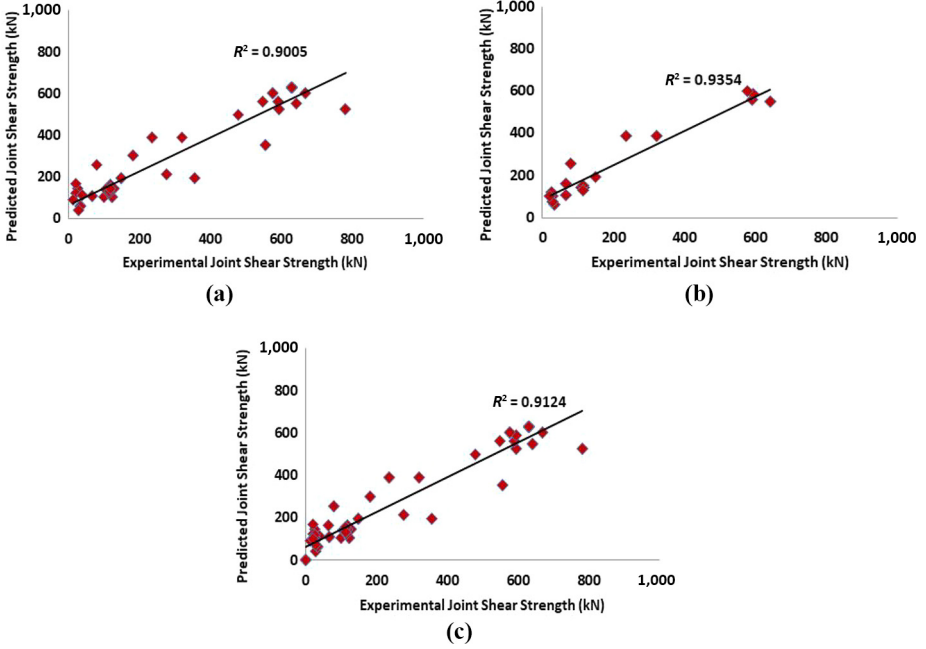 Predicted Joint Shear Strength (kN)
1,000
800
600
400
200
0
R² = 0.9005
0 200 400 600 800 1,000
Experimental Joint Shear Strength (kN)
(a)
Predicted Joint Shear Strength (kN)
1,000
800
600
400
200
0
R² = 0.9354
0 200 400 600 800 1,000
Experimental Joint Shear Strength (kN)
(b)
Predicted Joint Shear Strength (kN)
1,000
800
600
400
200
0
R² = 0.9124
0 200 400 600 800 1,000
Experimental Joint Shear Strength (kN)
(c)